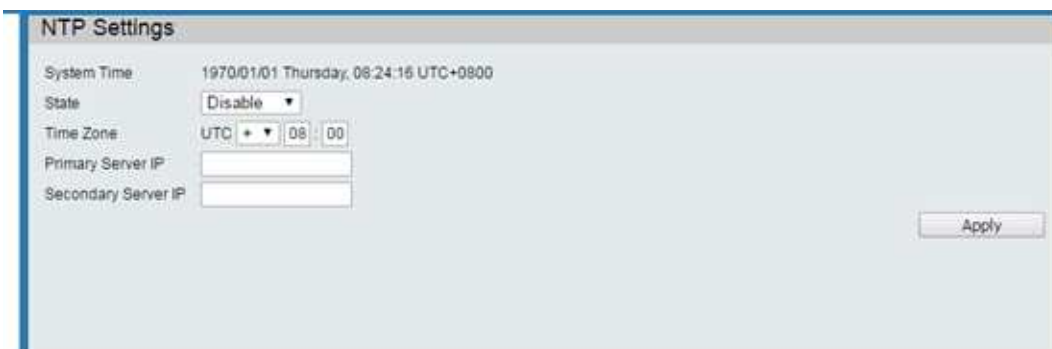 NTP Settings
System Time 1970/01/01 Thursday, 08:24:16 UTC+0800
State Disable
Time Zone UTC + 08 : 00
Primary Server IP
Secondary Server IP
Apply